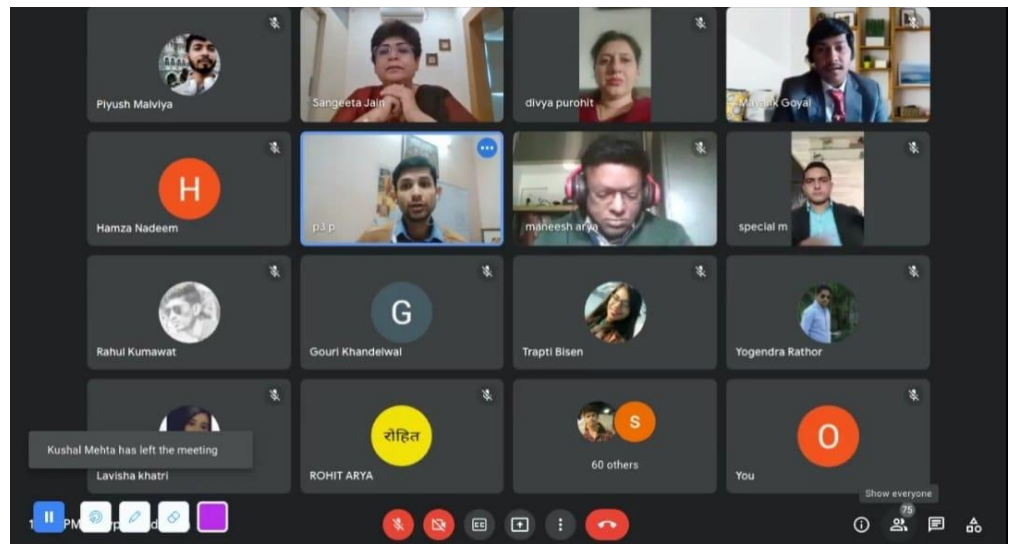 Piyush Malviya
Sangeeta Jain
divya purohit
Mayank Goyal
H
Hamza Nadeem
p3 p
maneesh arya
special m
Rahul Kumawat
G
Gouri Khandelwal
Trapti Bisen
Yogendra Rathor
Kushal Mehta has left the meeting
Lavisha khatri
रोहित
ROHIT ARYA
S
60 others
O
You
Show everyone
75
PM
CC